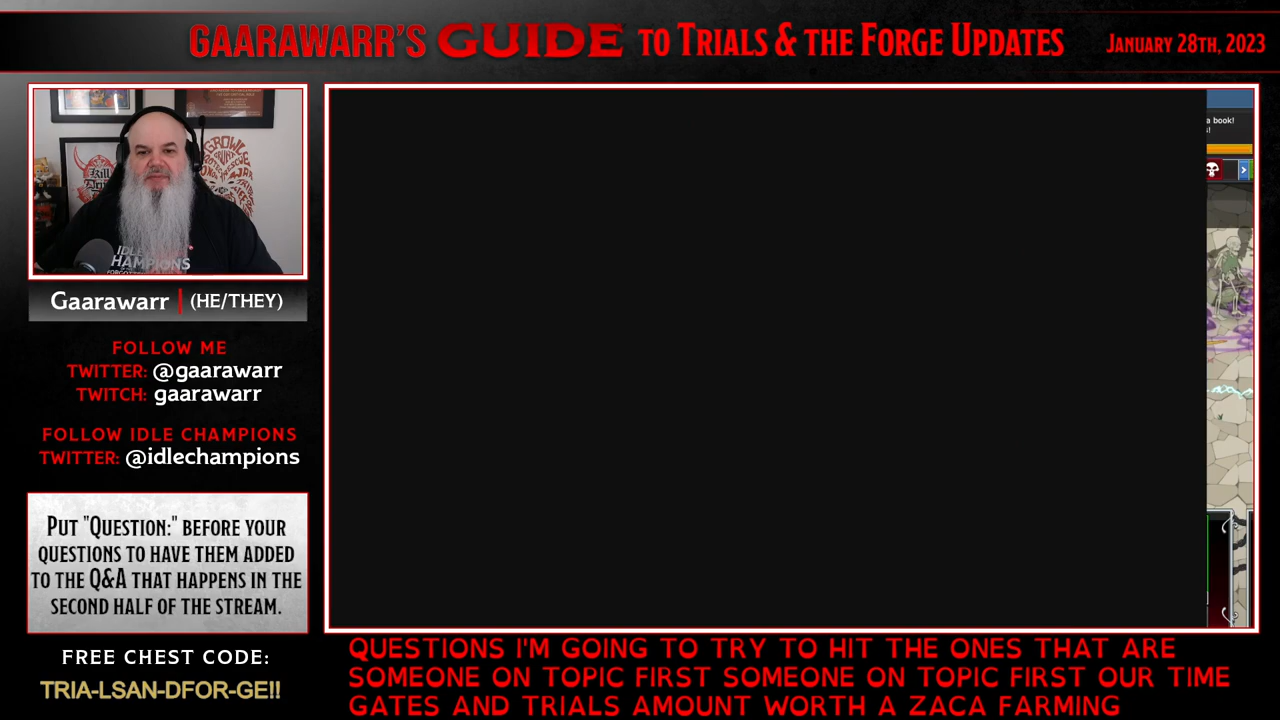 GAARAWARR'S GUIDE TO TRIALS & THE FORGE UPDATES
JANUARY 28TH, 2023
IDLE
HAMPIONS
Gaarawarr | (HE/THEY)
FOLLOW ME
TWITTER: @gaarawarr
TWITCH: gaarawarr
FOLLOW IDLE CHAMPIONS
TWITTER: @idlechampions
PUT "QUESTION:" BEFORE YOUR
QUESTIONS TO HAVE THEM ADDED
TO THE Q&A THAT HAPPENS IN THE
SECOND HALF OF THE STREAM.
FREE CHEST CODE:
TRIA-LSAN-DFOR-GE!!
a book!
s!
QUESTIONS I'M GOING TO TRY TO HIT THE ONES THAT ARE
SOMEONE ON TOPIC FIRST SOMEONE ON TOPIC FIRST OUR TIME
GATES AND TRIALS AMOUNT WORTH A ZACA FARMING